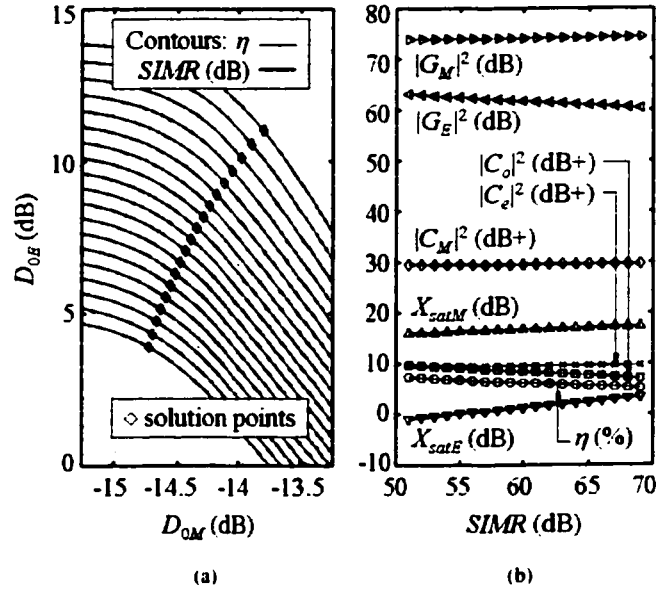 15
Contours: η
SIMR (dB)
10
D0E (dB)
5
◇ solution points
0
-15 -14.5 -14 -13.5
D0M (dB)
(a)
80
70
|GM|² (dB)
60
|GE|² (dB)
50
|Co|² (dB+)
|Ce|² (dB+)
40
|CM|² (dB+)
30
XsatM (dB)
20
10
0
XsatE (dB)
η (%)
-10
50 55 60 65 70
SIMR (dB)
(b)